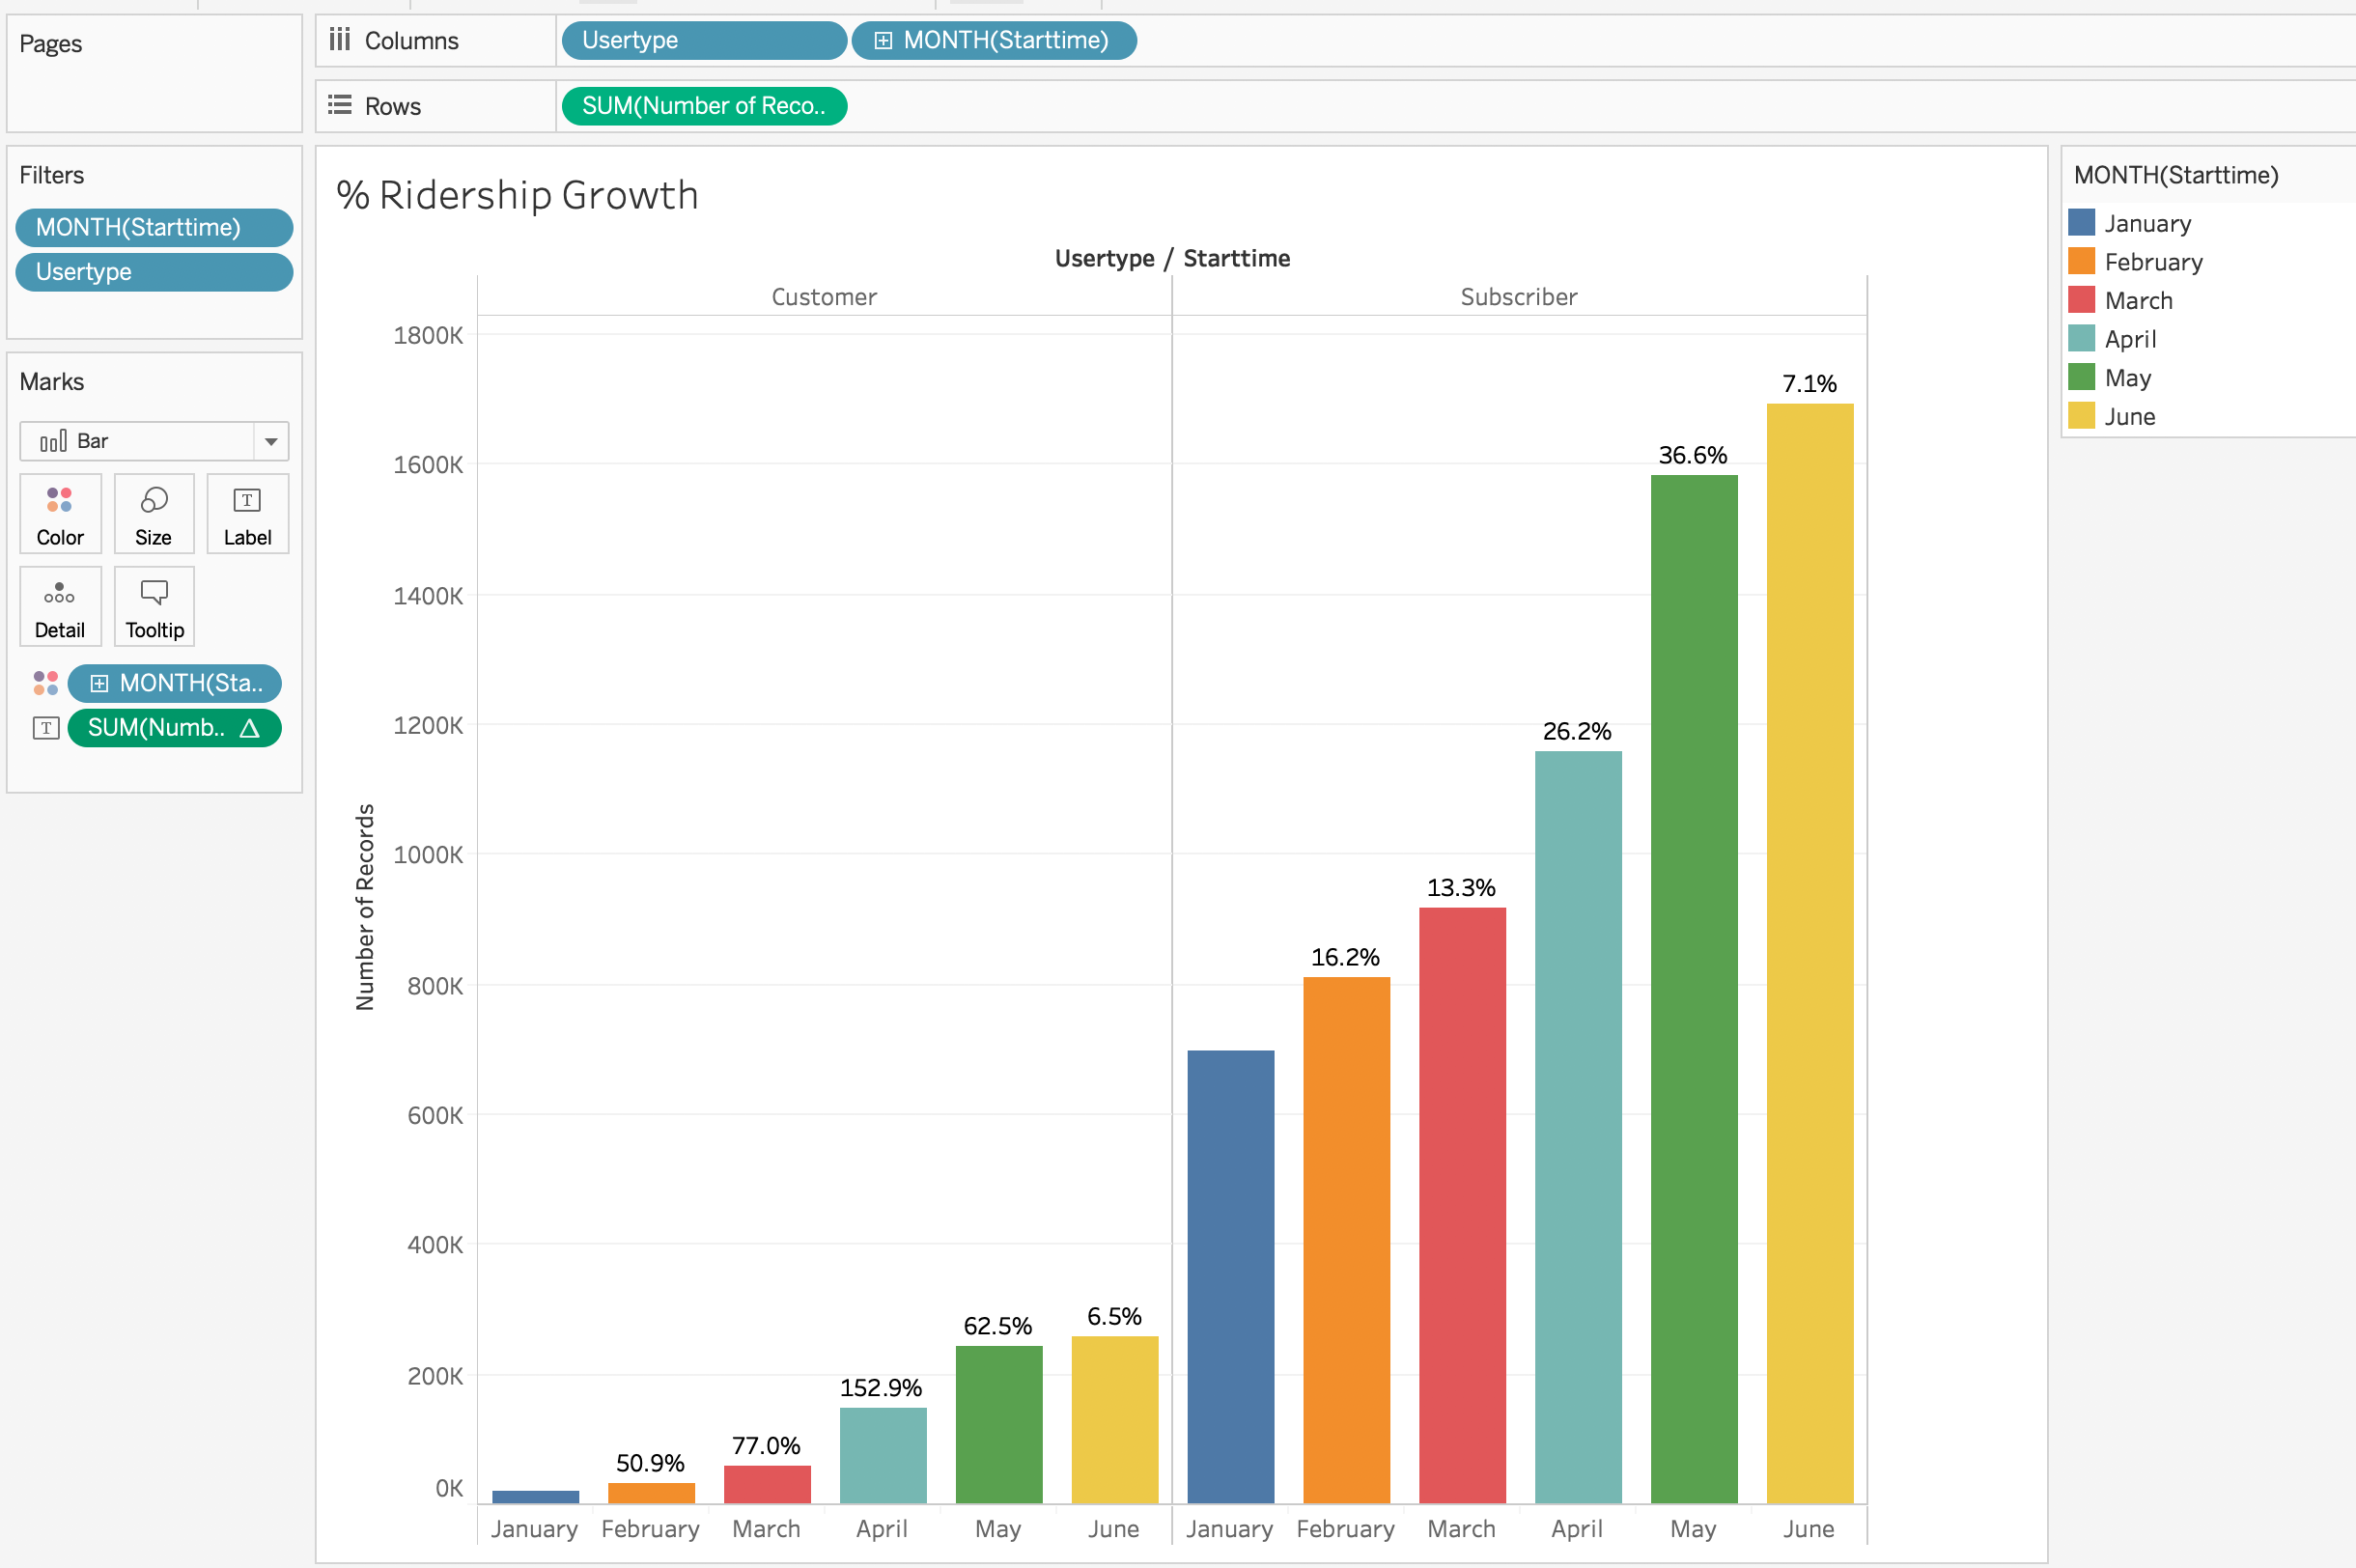 Pages
Columns
Usertype
MONTH(Starttime)
Rows
SUM(Number of Reco..
Filters
MONTH(Starttime)
Usertype
Marks
Bar
Color
Size
T
Label
Detail
Tooltip
MONTH(Sta..
T
SUM(Numb..
% Ridership Growth
Usertype / Starttime
Customer
Subscriber
Number of Records
1800K
1600K
1400K
1200K
1000K
800K
600K
400K
200K
0K
50.9%
77.0%
152.9%
62.5%
6.5%
16.2%
13.3%
26.2%
36.6%
7.1%
January
February
March
April
May
June
January
February
March
April
May
June
MONTH(Starttime)
January
February
March
April
May
June